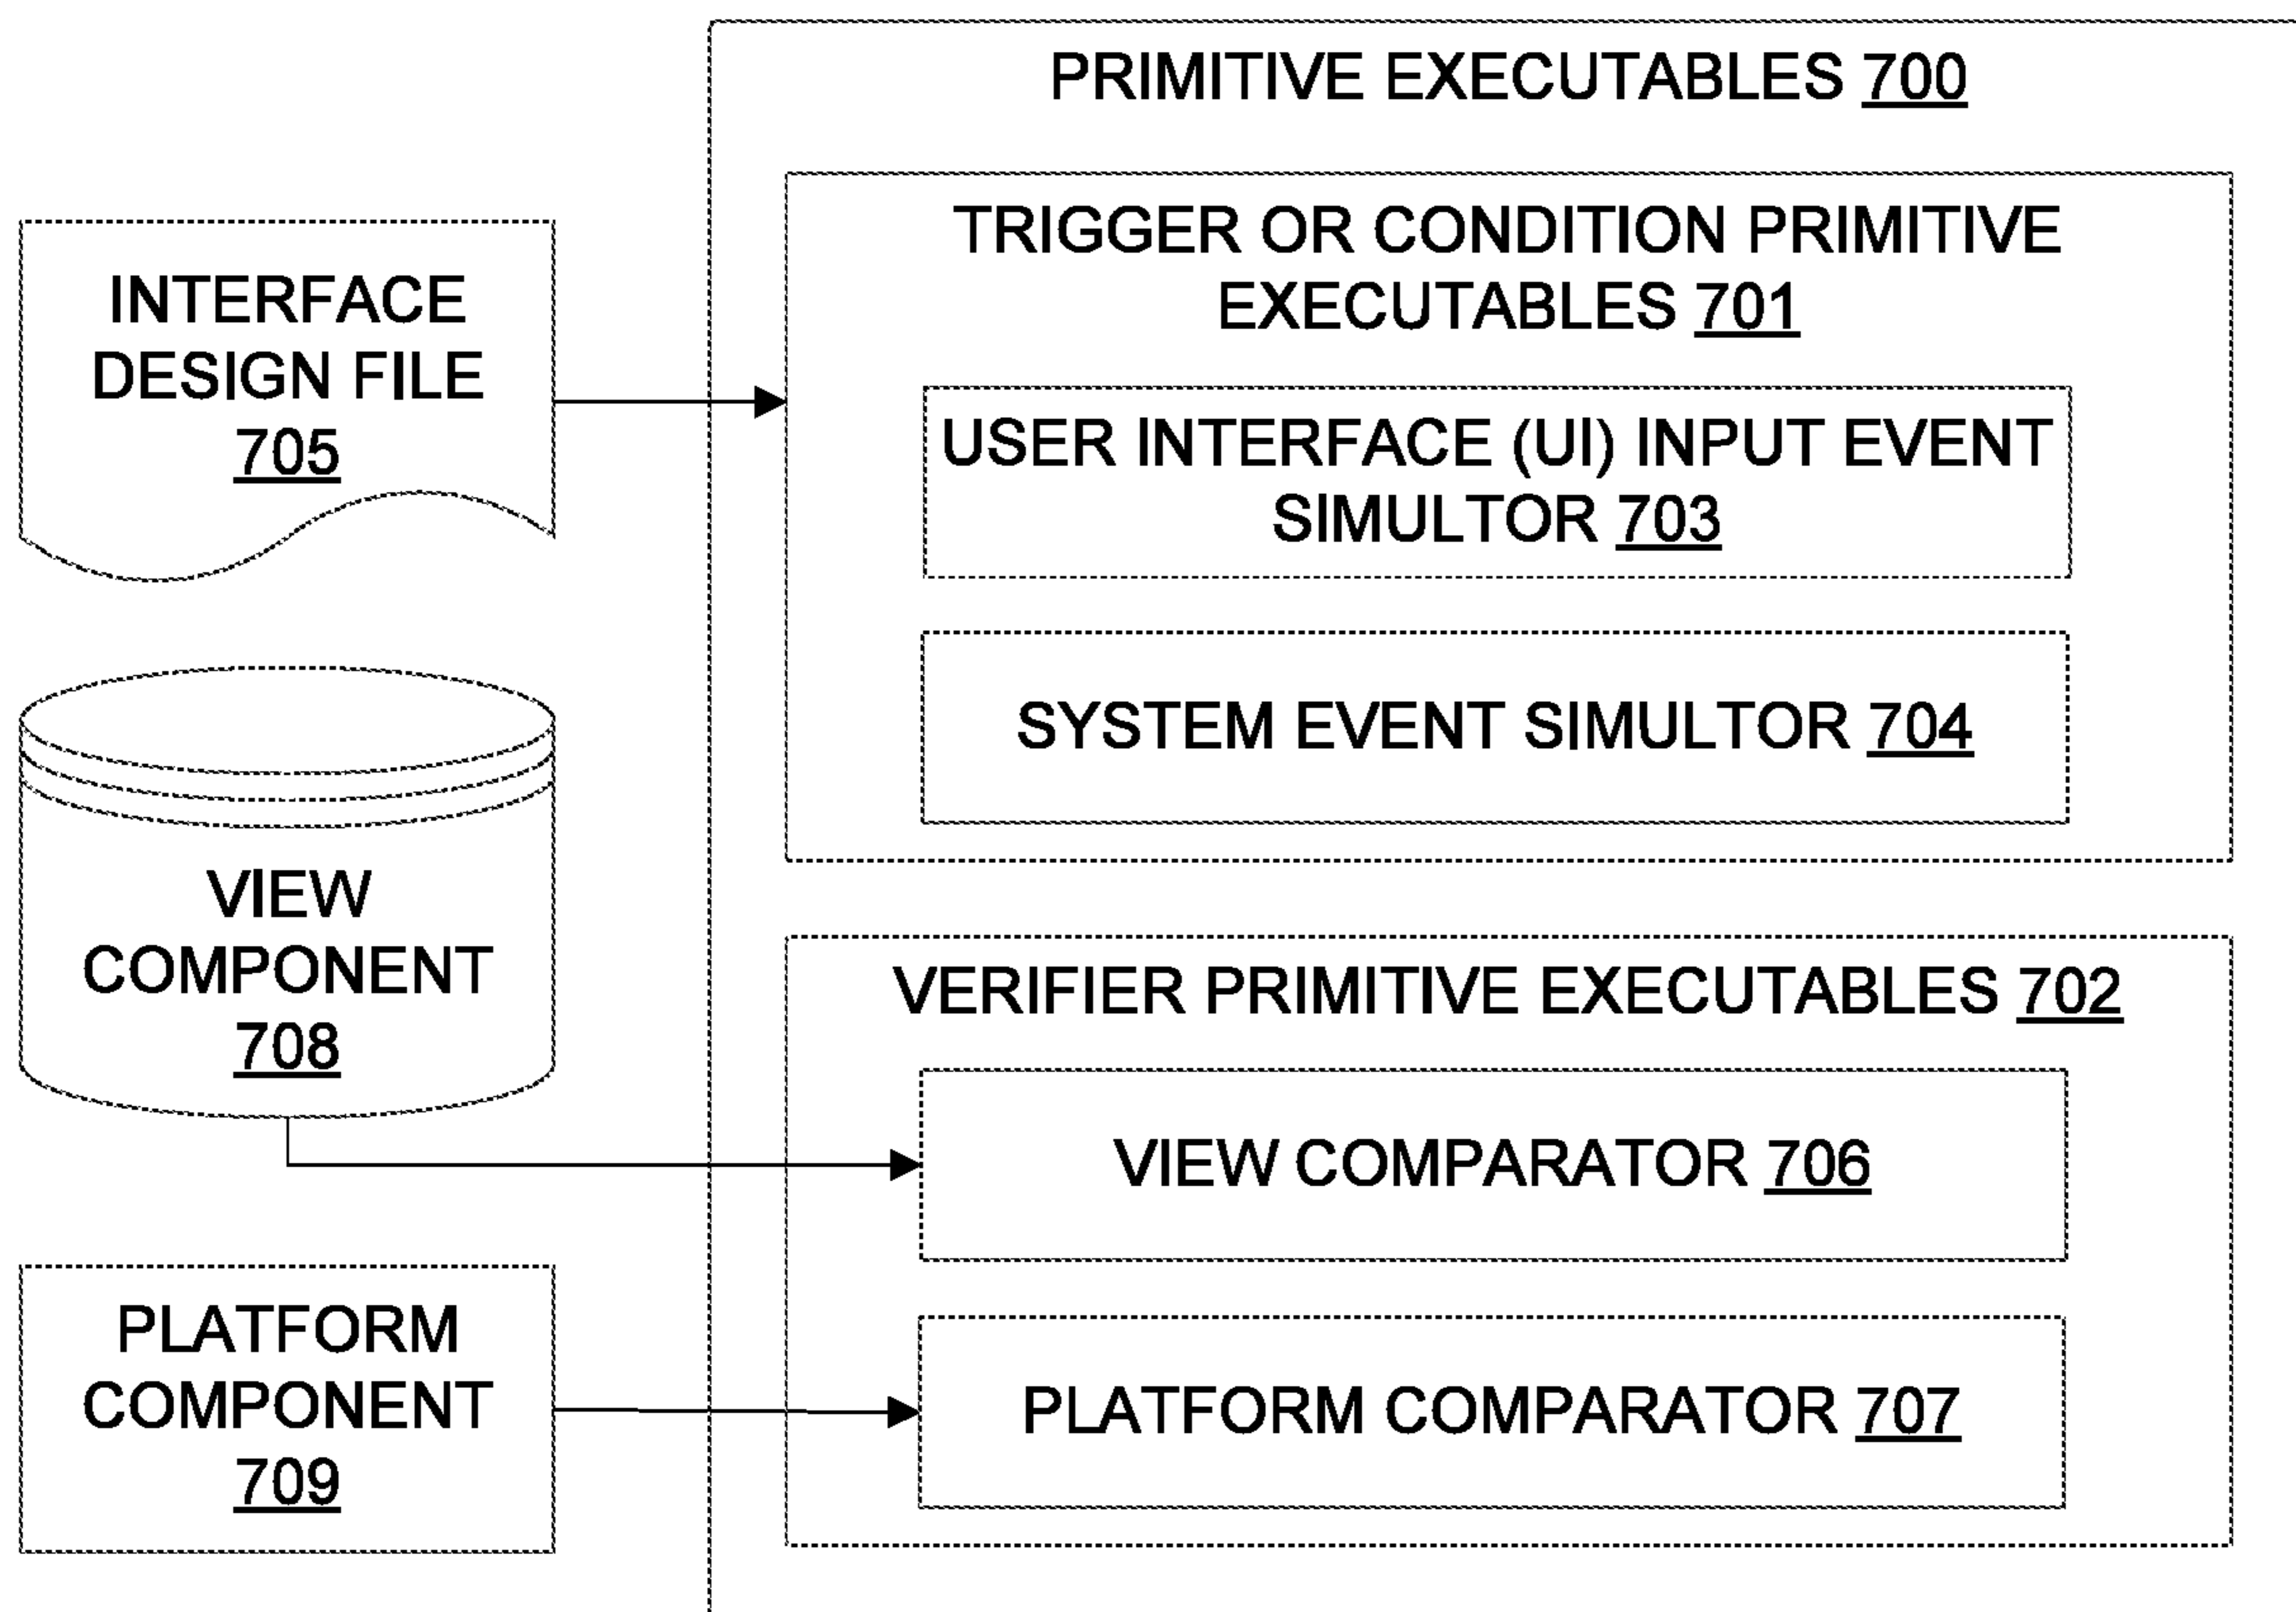 PRIMITIVE EXECUTABLES 700
INTERFACE
DESIGN FILE
705
TRIGGER OR CONDITION PRIMITIVE
EXECUTABLES 701
USER INTERFACE (UI) INPUT EVENT
SIMULTOR 703
SYSTEM EVENT SIMULTOR 704
VIEW
COMPONENT
708
VERIFIER PRIMITIVE EXECUTABLES 702
VIEW COMPARATOR 706
PLATFORM
COMPONENT
709
PLATFORM COMPARATOR 707